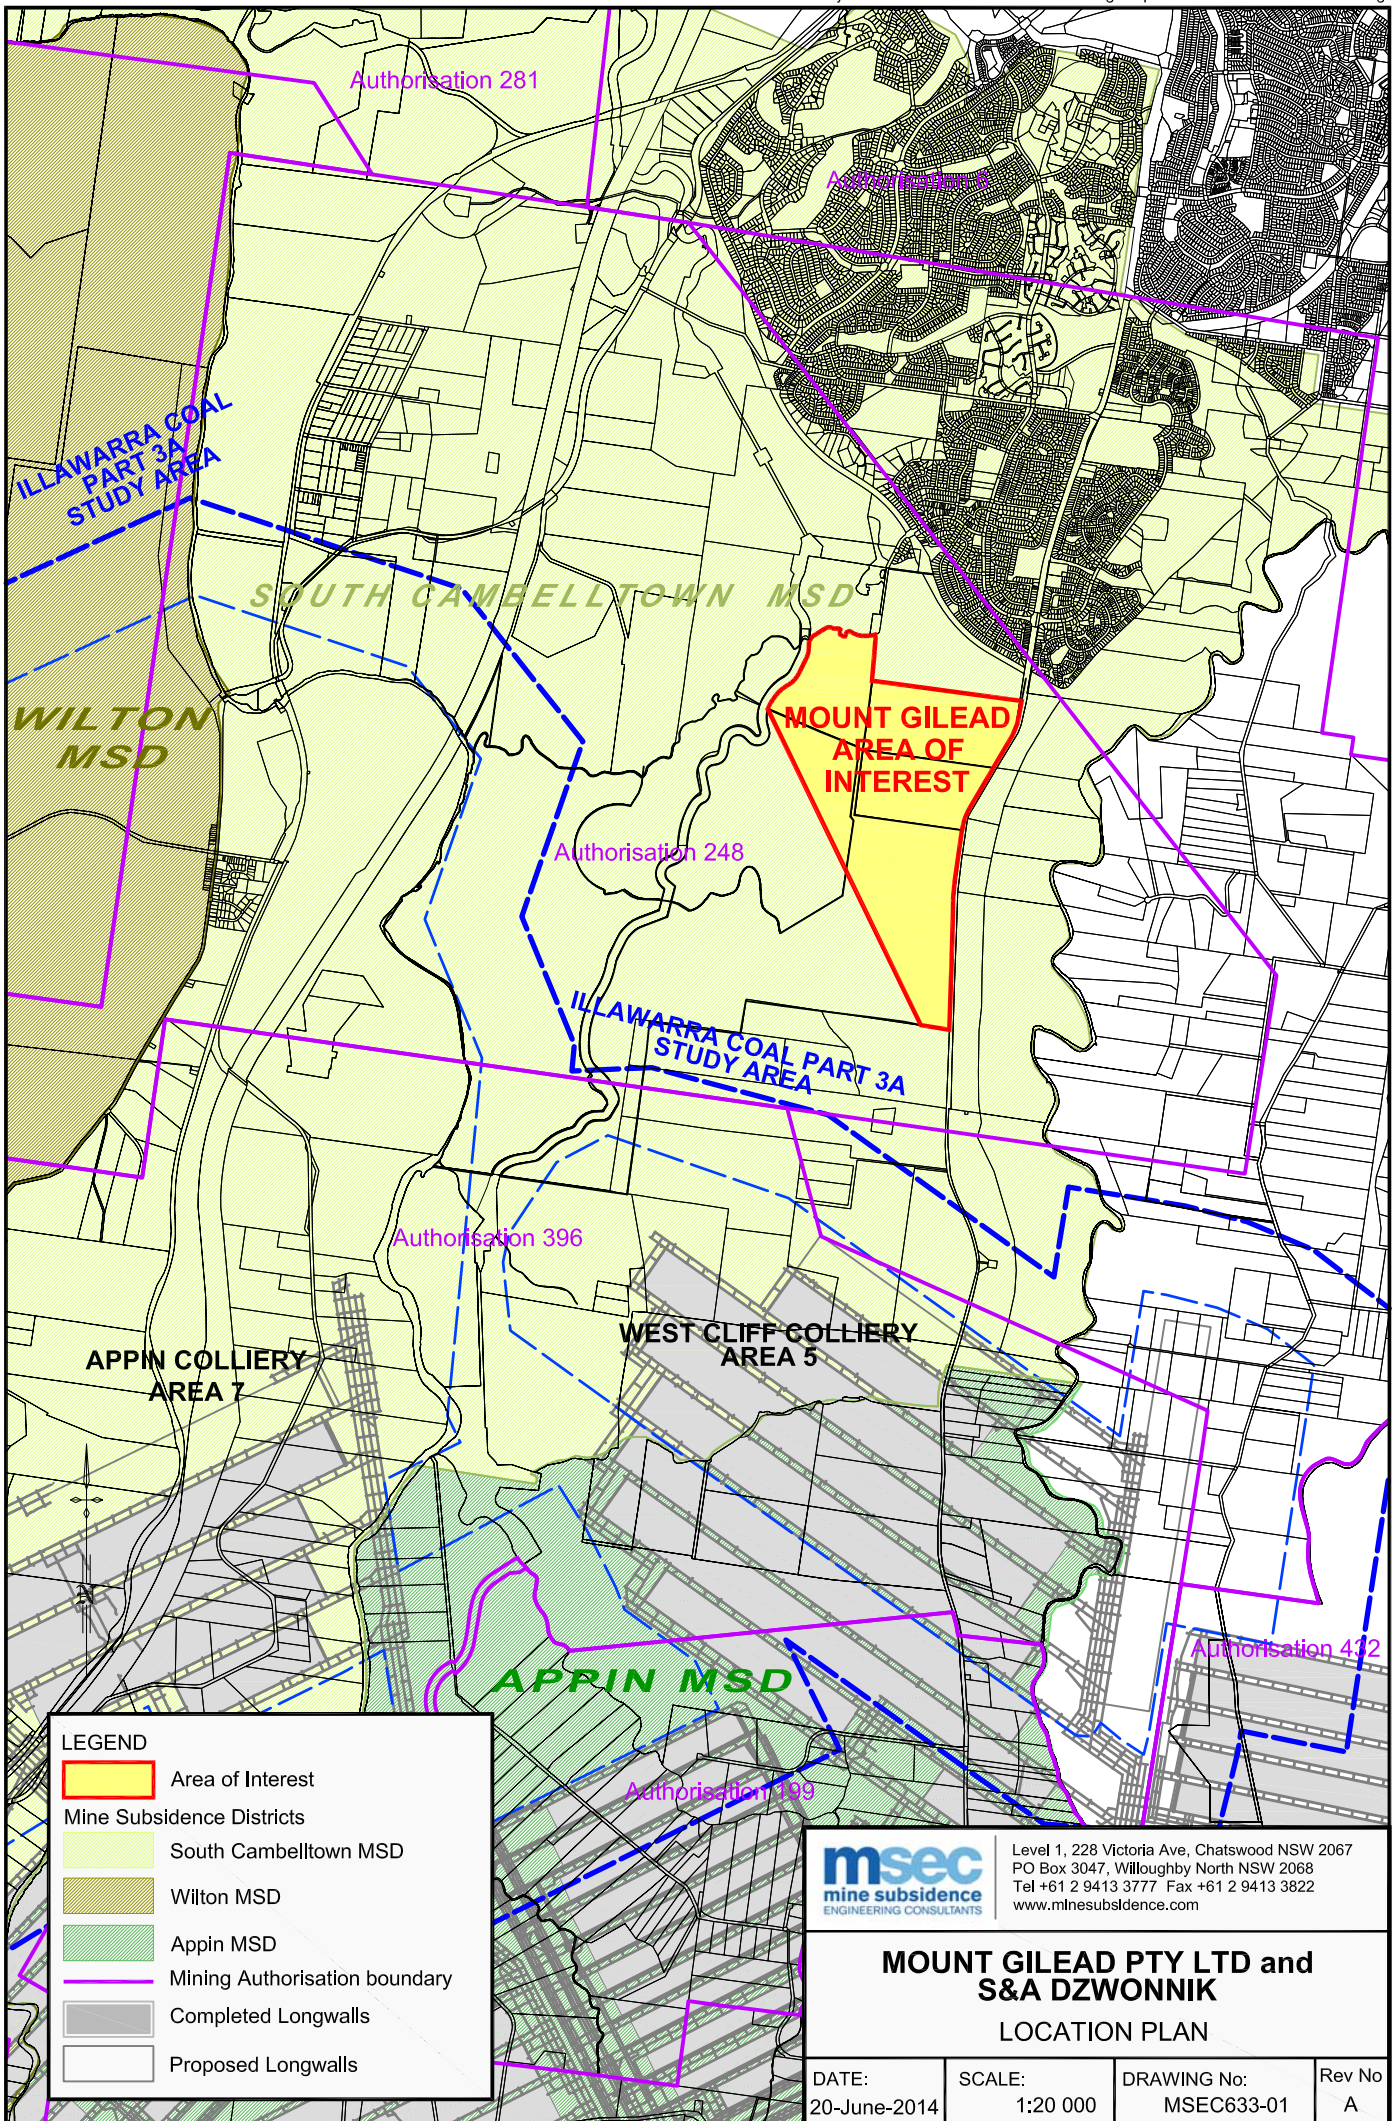 Authorisation 281
Authorisation 6
ILLAWARRA COAL
PART 3A
STUDY AREA
SOUTH CAMBELLTOWN MSD
WILTON
MSD
MOUNT GILEAD
AREA OF
INTEREST
Authorisation 248
ILLAWARRA COAL PART 3A
STUDY AREA
Authorisation 396
WEST CLIFF COLLIERY
AREA 5
APPIN COLLIERY
AREA 7
N
Authorisation 432
APPIN MSD
Authorisation 199
LEGEND
Area of Interest
Mine Subsidence Districts
South Cambelltown MSD
Wilton MSD
Appin MSD
Mining Authorisation boundary
Completed Longwalls
Proposed Longwalls
msec
mine subsidence
ENGINEERING CONSULTANTS
Level 1, 228 Victoria Ave, Chatswood NSW 2067
PO Box 3047, Willoughby North NSW 2068
Tel +61 2 9413 3777 Fax +61 2 9413 3822
www.minesubsidence.com
MOUNT GILEAD PTY LTD and
S&A DZWONNIK
LOCATION PLAN
DATE:
20-June-2014
SCALE:
1:20 000
DRAWING No:
MSEC633-01
Rev No
A